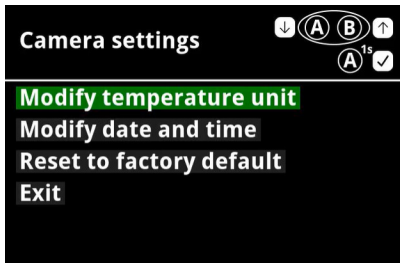 Camera settings
↓ A B ↑
A 1s ✓
Modify temperature unit
Modify date and time
Reset to factory default
Exit